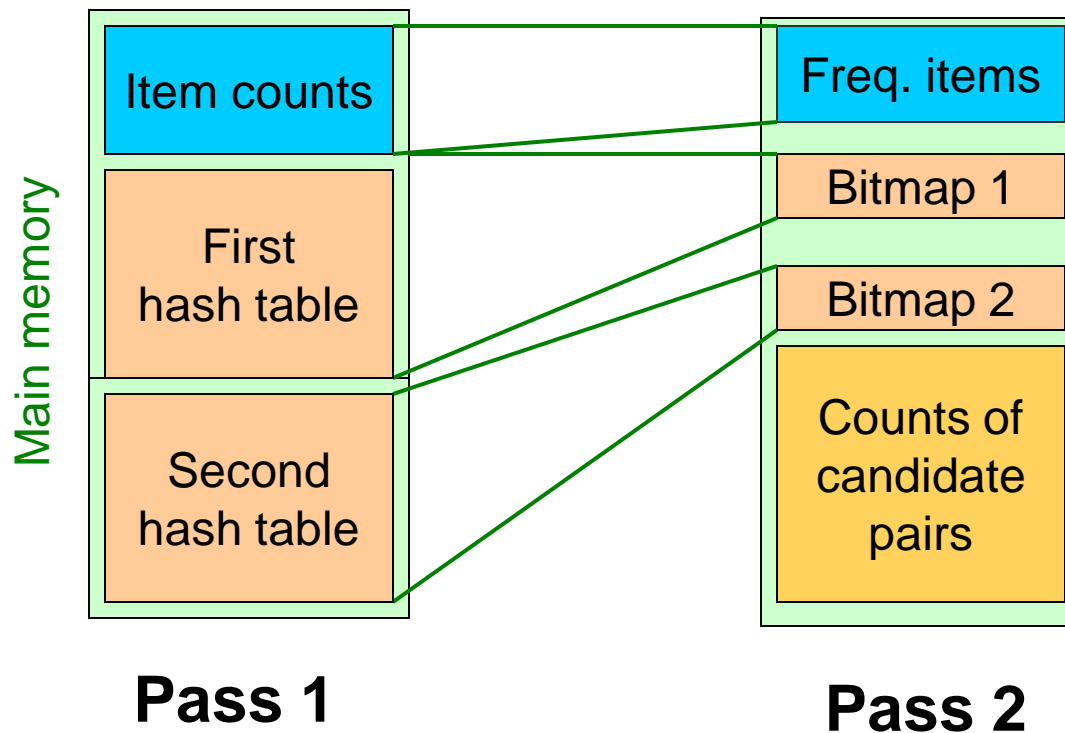 Main memory
Item counts
First
hash table
Second
hash table
Pass 1
Freq. items
Bitmap 1
Bitmap 2
Counts of
candidate
pairs
Pass 2